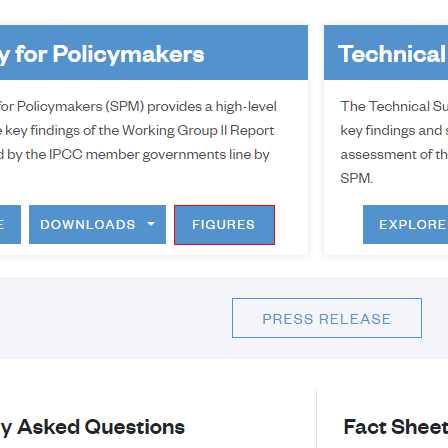 y for Policymakers
Technical
for Policymakers (SPM) provides a high-level
key findings of the Working Group II Report
d by the IPCC member governments line by
The Technical Su
key findings and s
assessment of th
SPM.
E
DOWNLOADS
FIGURES
EXPLORE
PRESS RELEASE
y Asked Questions
Fact Sheet